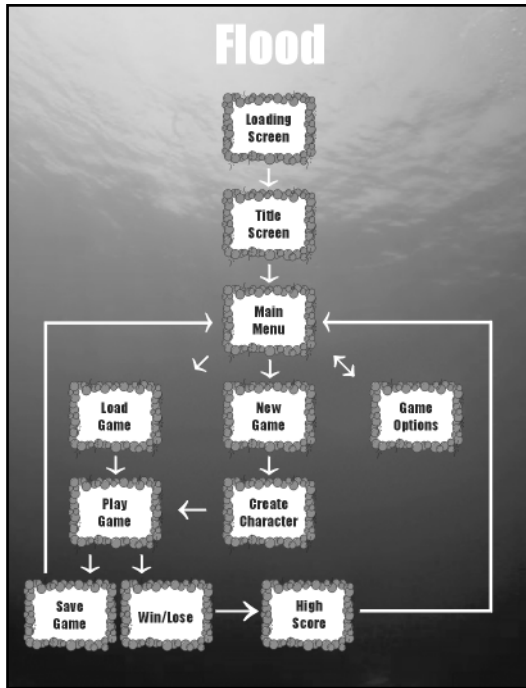 Flood
Loading
Screen
Title
Screen
Main
Menu
Load
Game
New
Game
Game
Options
Play
Game
Create
Character
Save
Game
Win/Lose
High
Score